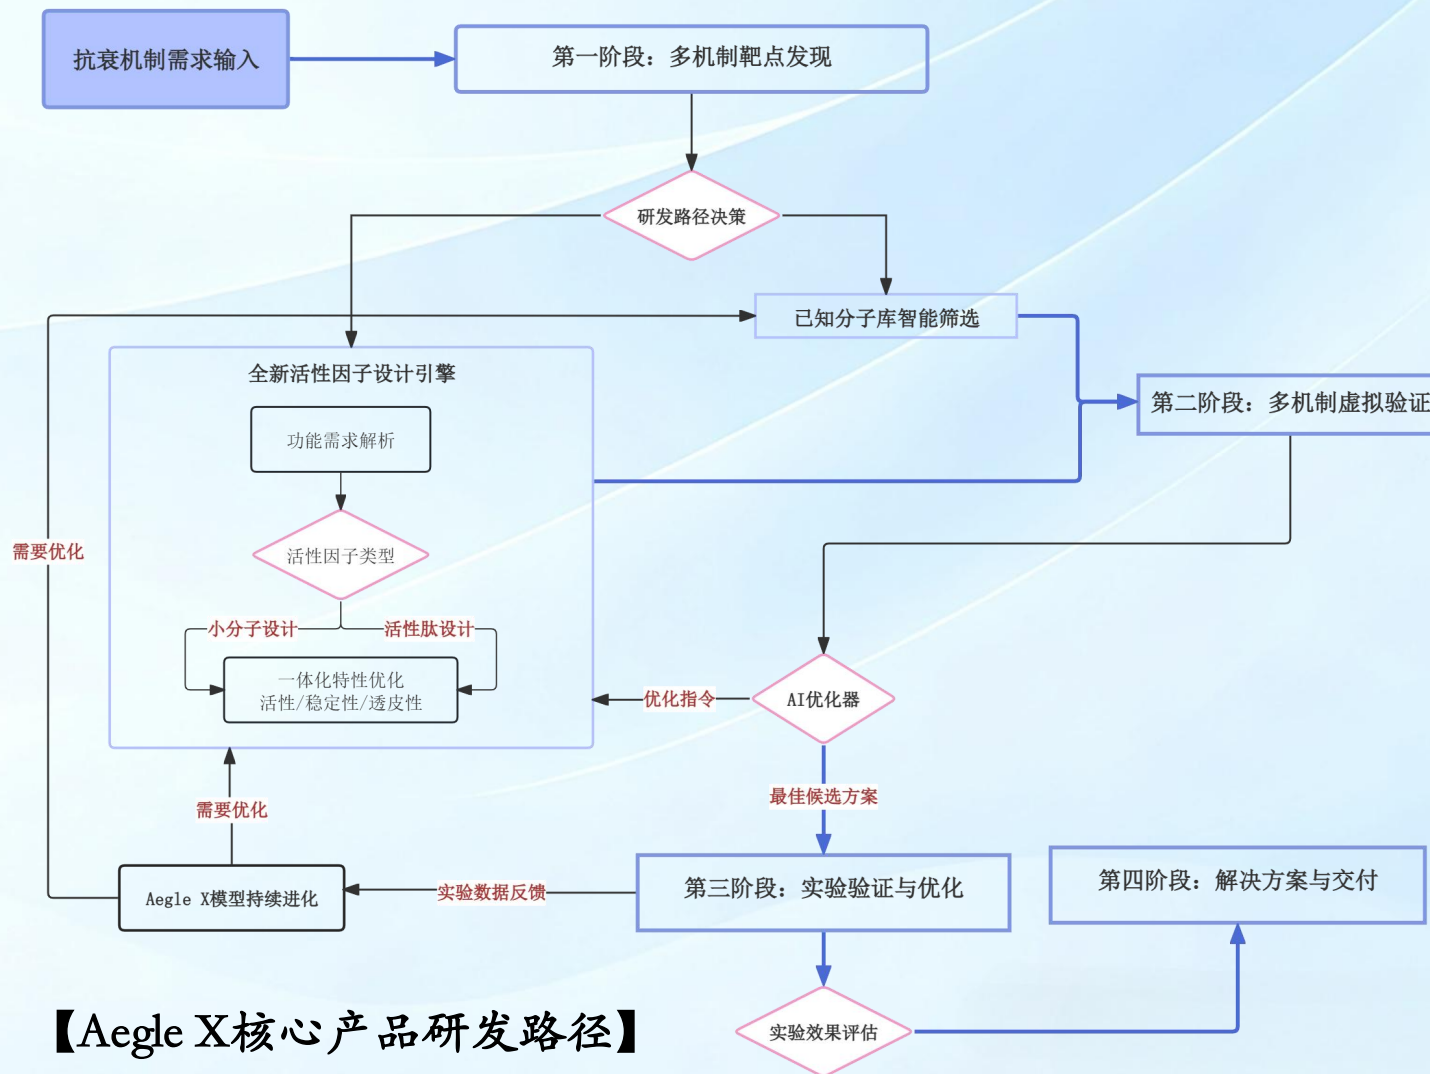 抗衰机制需求输入
第一阶段：多机制靶点发现
研发路径决策
已知分子库智能筛选
全新活性因子设计引擎
第二阶段：多机制虚拟验证
功能需求解析
需要优化
活性因子类型
小分子设计
活性肽设计
一体化特性优化
活性/稳定性/透皮性
优化指令
AI优化器
需要优化
最佳候选方案
Aegle X模型持续进化
实验数据反馈
第三阶段：实验验证与优化
第四阶段：解决方案与交付
实验效果评估
【Aegle X核心产品研发路径】